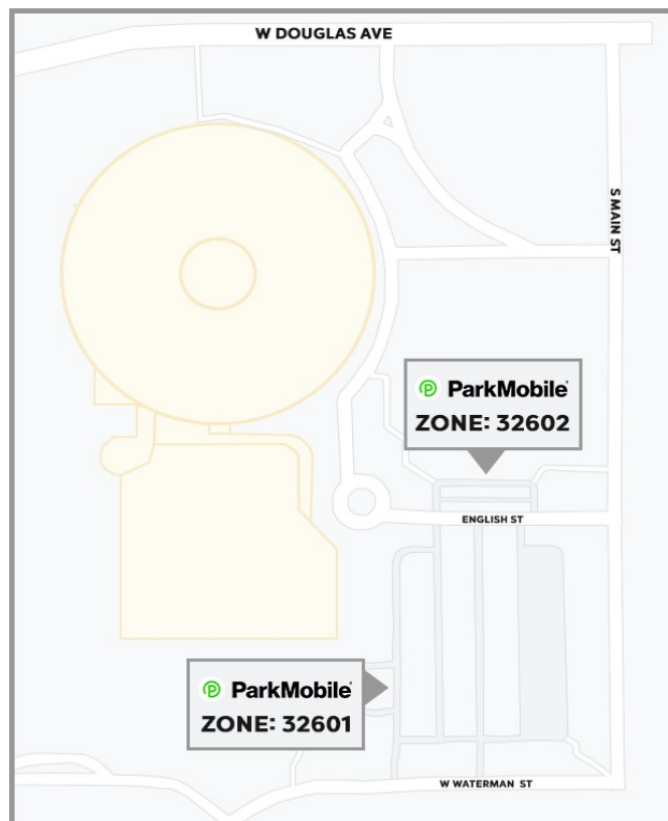 W DOUGLAS AVE
S MAIN ST
ParkMobile
ZONE: 32602
ENGLISH ST
ParkMobile
ZONE: 32601
W WATERMAN ST